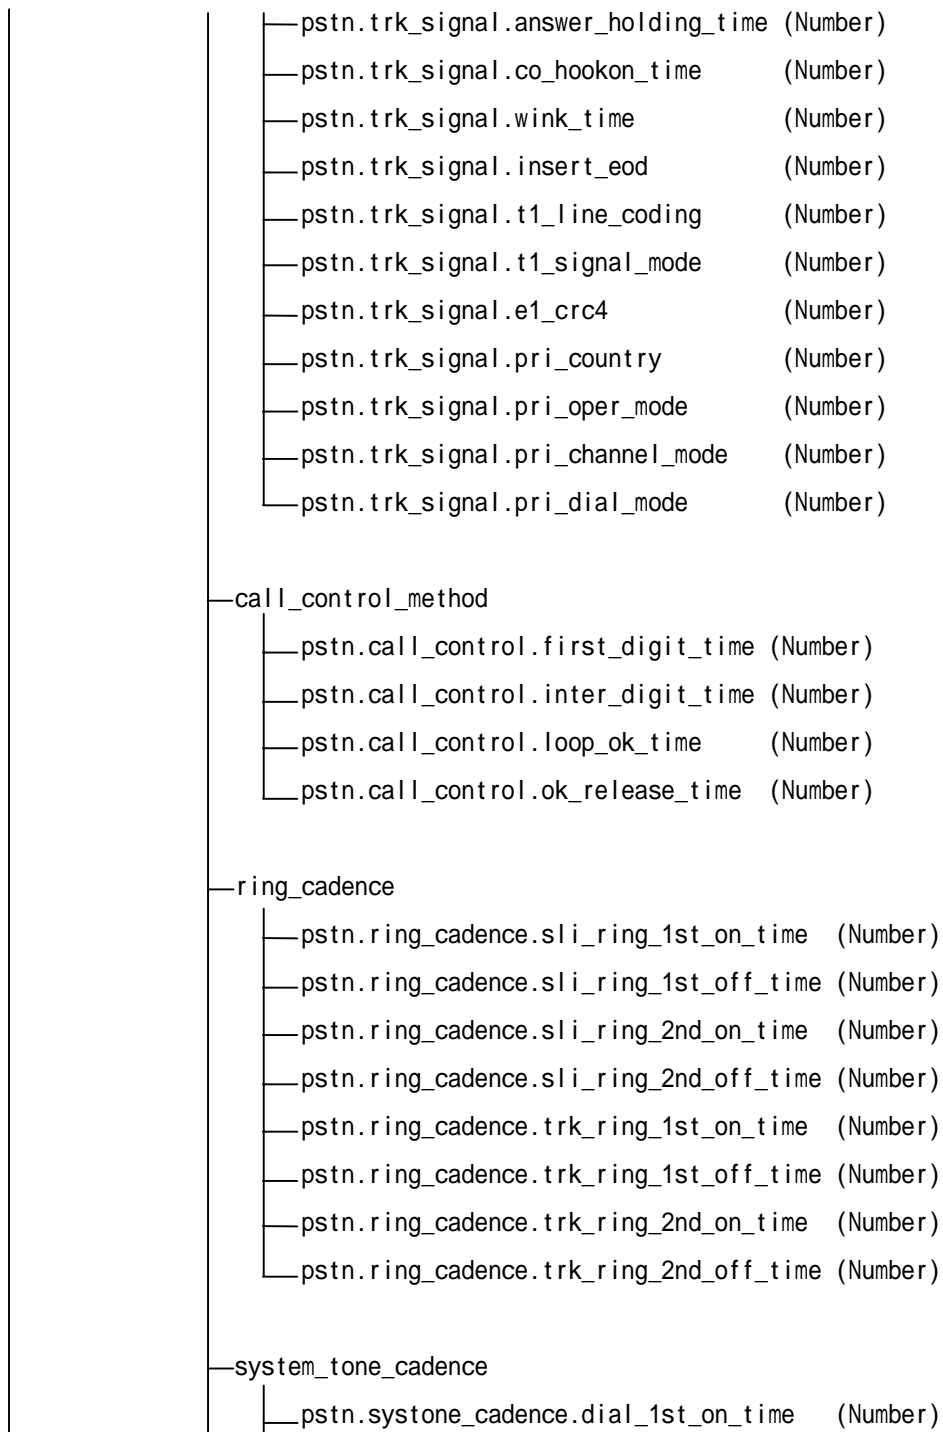 pstn.trk_signal.answer_holding_time (Number)
pstn.trk_signal.co_hookon_time (Number)
pstn.trk_signal.wink_time (Number)
pstn.trk_signal.insert_eod (Number)
pstn.trk_signal.t1_line_coding (Number)
pstn.trk_signal.t1_signal_mode (Number)
pstn.trk_signal.e1_crc4 (Number)
pstn.trk_signal.pri_country (Number)
pstn.trk_signal.pri_oper_mode (Number)
pstn.trk_signal.pri_channel_mode (Number)
pstn.trk_signal.pri_dial_mode (Number)
call_control_method
pstn.call_control.first_digit_time (Number)
pstn.call_control.inter_digit_time (Number)
pstn.call_control.loop_ok_time (Number)
pstn.call_control.ok_release_time (Number)
ring_cadence
pstn.ring_cadence.sli_ring_1st_on_time (Number)
pstn.ring_cadence.sli_ring_1st_off_time (Number)
pstn.ring_cadence.sli_ring_2nd_on_time (Number)
pstn.ring_cadence.sli_ring_2nd_off_time (Number)
pstn.ring_cadence.trk_ring_1st_on_time (Number)
pstn.ring_cadence.trk_ring_1st_off_time (Number)
pstn.ring_cadence.trk_ring_2nd_on_time (Number)
pstn.ring_cadence.trk_ring_2nd_off_time (Number)
system_tone_cadence
pstn.systone_cadence.dial_1st_on_time (Number)